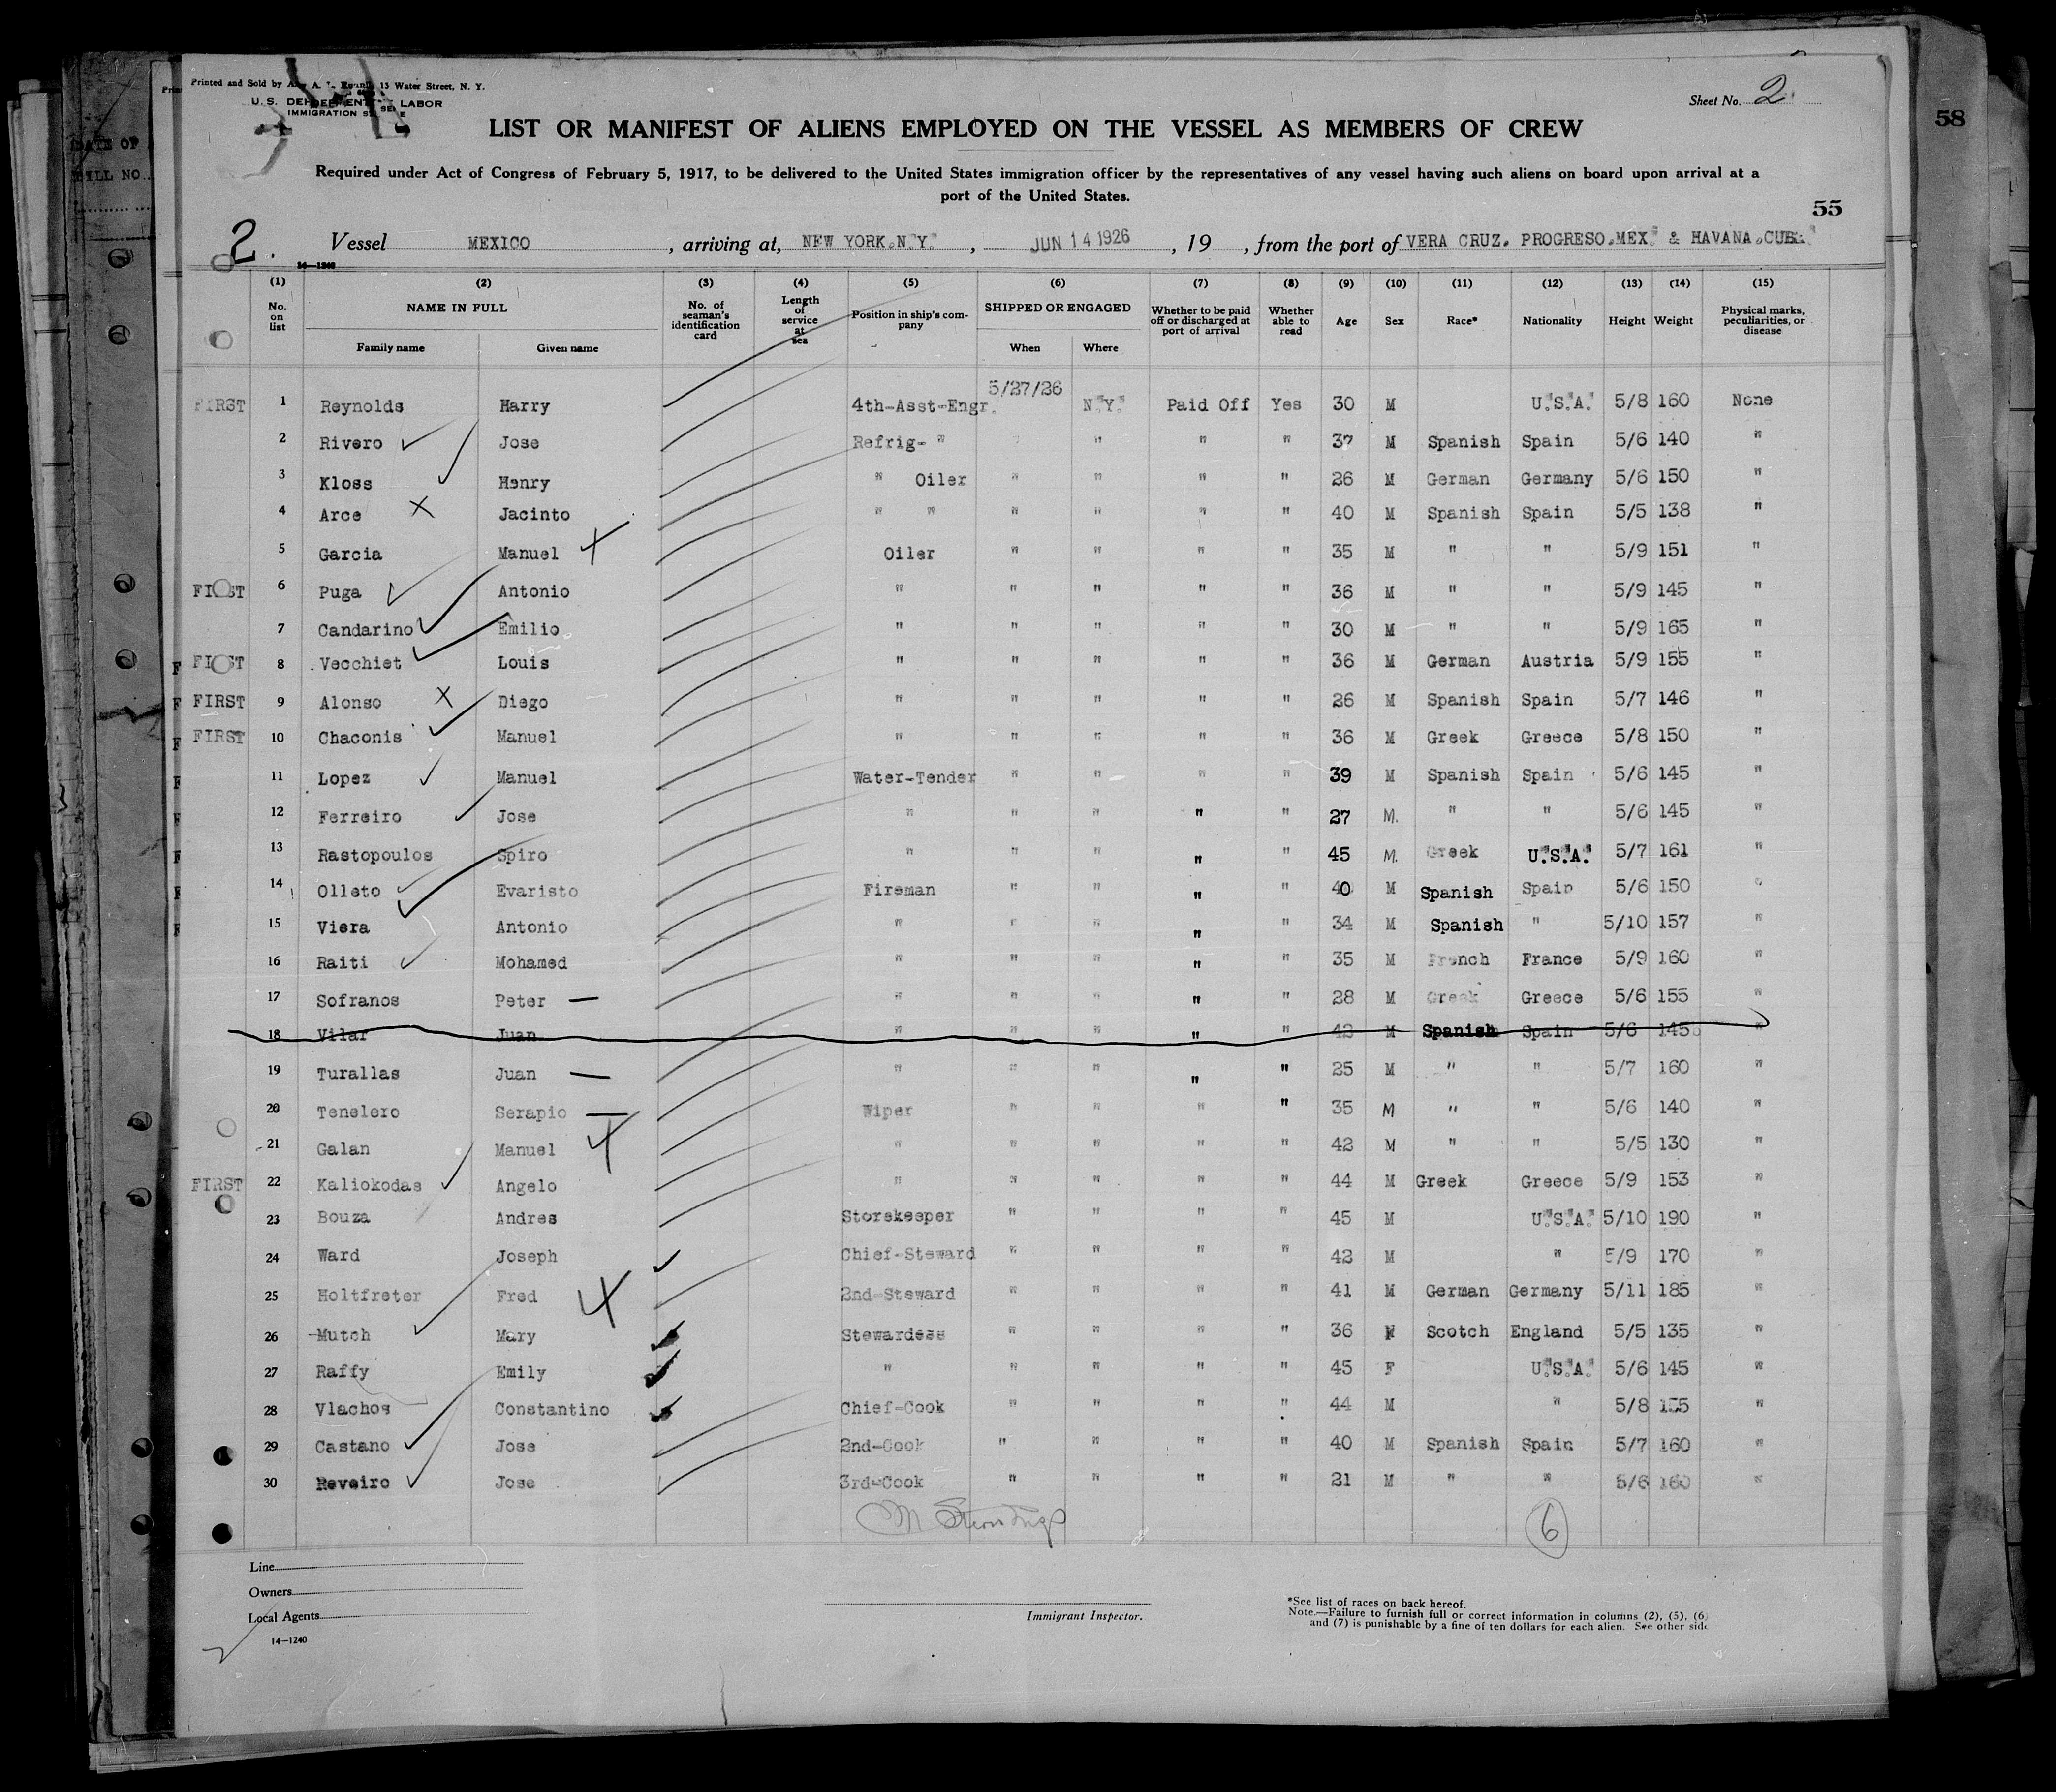 Printed and Sold by 13 Water Street, N. Y.
U. S. LABOR
IMMIGRATION
Sheet No. 2
58
DATE OF
BILL NO.
LIST OR MANIFEST OF ALIENS EMPLOYED ON THE VESSEL AS MEMBERS OF CREW
Required under Act of Congress of February 5, 1917, to be delivered to the United States immigration officer by the representatives of any vessel having such aliens on board upon arrival at a
port of the United States.
55
2. Vessel MEXICO , arriving at, NEW YORK.N.Y. , JUN 14 1926 , 19 , from the port of VERA CRUZ. PROGRESO.MEX. & HAVANA.CUBA.
14—1240
(1) (2) (3) (4) (5) (6) (7) (8) (9) (10) (11) (12) (13) (14) (15)
No. on list NAME IN FULL Family name Given name No. of seaman's identification card Length of service at sea Position in ship's company SHIPPED OR ENGAGED When Where Whether to be paid off or discharged at port of arrival Whether able to read Age Sex Race* Nationality Height Weight Physical marks, peculiarities, or disease
5/27/26
FIRST 1 Reynolds Harry 4th-Asst-Engr. N.Y. Paid Off Yes 30 M U.S.A. 5/8 160 None
2 Rivero Jose Refrig- " " " " 37 M Spanish Spain 5/6 140 "
3 Kloss Henry " Oiler " " " " 26 M German Germany 5/6 150 "
4 Arce Jacinto " " " " " " 40 M Spanish Spain 5/5 138 "
5 Garcia Manuel Oiler " " " " 35 M " " 5/9 151 "
FIRST 6 Puga Antonio " " " " " 36 M " " 5/9 145 "
7 Candarino Emilio " " " " " 30 M " " 5/9 165 "
FIRST 8 Vecchiet Louis " " " " " 36 M German Austria 5/9 155 "
FIRST 9 Alonso Diego " " " " " 26 M Spanish Spain 5/7 146 "
FIRST 10 Chaconis Manuel " " " " " 36 M Greek Greece 5/8 150 "
11 Lopez Manuel Water-Tender " " " " 39 M Spanish Spain 5/6 145 "
12 Ferreiro Jose " " " " " 27 M. " " 5/6 145 "
13 Rastopoulos Spiro " " " " " 45 M. Greek U.S.A. 5/7 161 "
14 Olleto Evaristo Fireman " " " " 40 M Spanish Spain 5/6 150 "
15 Viera Antonio " " " " " 34 M Spanish " 5/10 157 "
16 Raiti Mohamed " " " " " 35 M French France 5/9 160 "
17 Sofranos Peter — " " " " " 28 M Greek Greece 5/6 155 "
18 Vilar Juan " " " " " 42 M Spanish Spain 5/6 145 "
19 Turallas Juan — " " " " " 25 M " " 5/7 160 "
20 Tenelero Serapio — Wiper " " " " 35 M " " 5/6 140 "
21 Galan Manuel " " " " " 42 M " " 5/5 130 "
FIRST 22 Kaliokodas Angelo " " " " " 44 M Greek Greece 5/9 153 "
23 Bouza Andres Storekeeper " " " " 45 M U.S.A. 5/10 190 "
24 Ward Joseph Chief-Steward " " " " 42 M " 5/9 170 "
25 Holtfreter Fred 2nd-Steward " " " " 41 M German Germany 5/11 185 "
26 Mutch Mary Stewardess " " " " 36 F Scotch England 5/5 135 "
27 Raffy Emily " " " " " 45 F U.S.A. 5/6 145 "
28 Vlachos Constantino Chief-Cook " " " " 44 M " 5/8 "
29 Castano Jose 2nd-Cook " " " " 40 M Spanish Spain 5/7 160 "
30 Reveiro Jose 3rd-Cook " " " " 21 M " " 5/6 160 "
6
Line
Owners
Local Agents
14—1240
Immigrant Inspector.
*See list of races on back hereof.
Note.—Failure to furnish full or correct information in columns (2), (5), (6)
and (7) is punishable by a fine of ten dollars for each alien. See other side